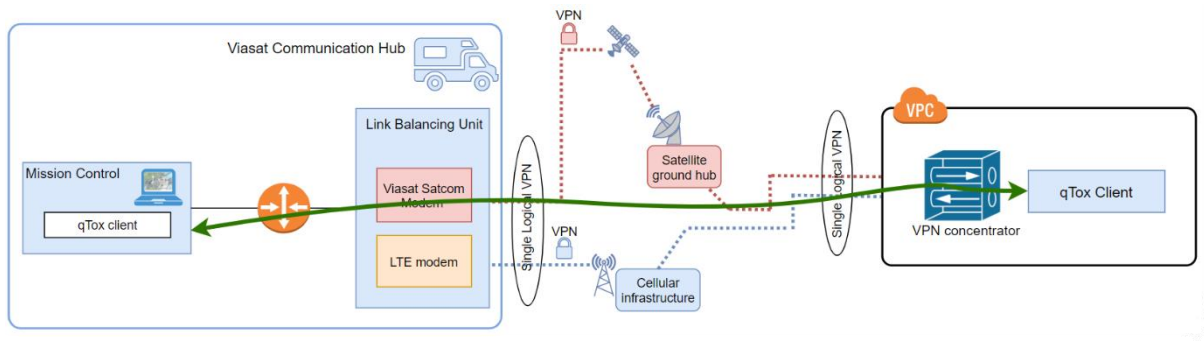 Viasat Communication Hub
Mission Control
qTox client
Link Balancing Unit
Viasat Satcom
Modem
LTE modem
Single Logical VPN
VPN
VPN
Satellite
ground hub
Cellular
infrastructure
Single Logical VPN
VPC
VPN concentrator
qTox Client